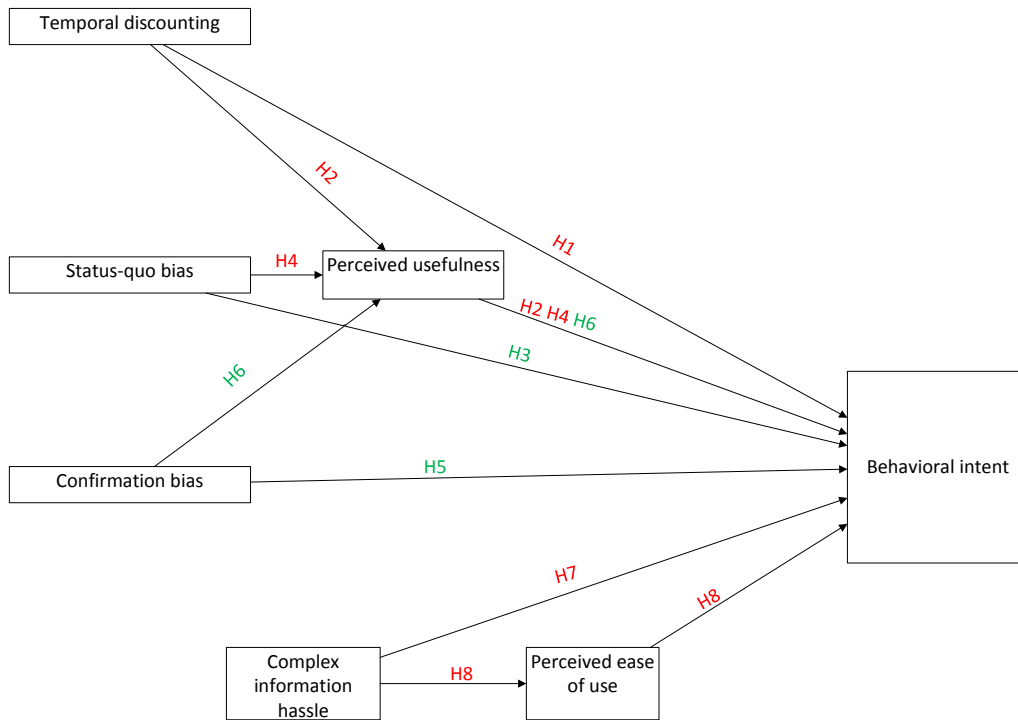 Temporal discounting
H2
H1
Status-quo bias
H4
Perceived usefulness
H2 H4 H6
H3
H6
Confirmation bias
H5
Behavioral intent
H7
H8
Complex
information
hassle
H8
Perceived ease
of use